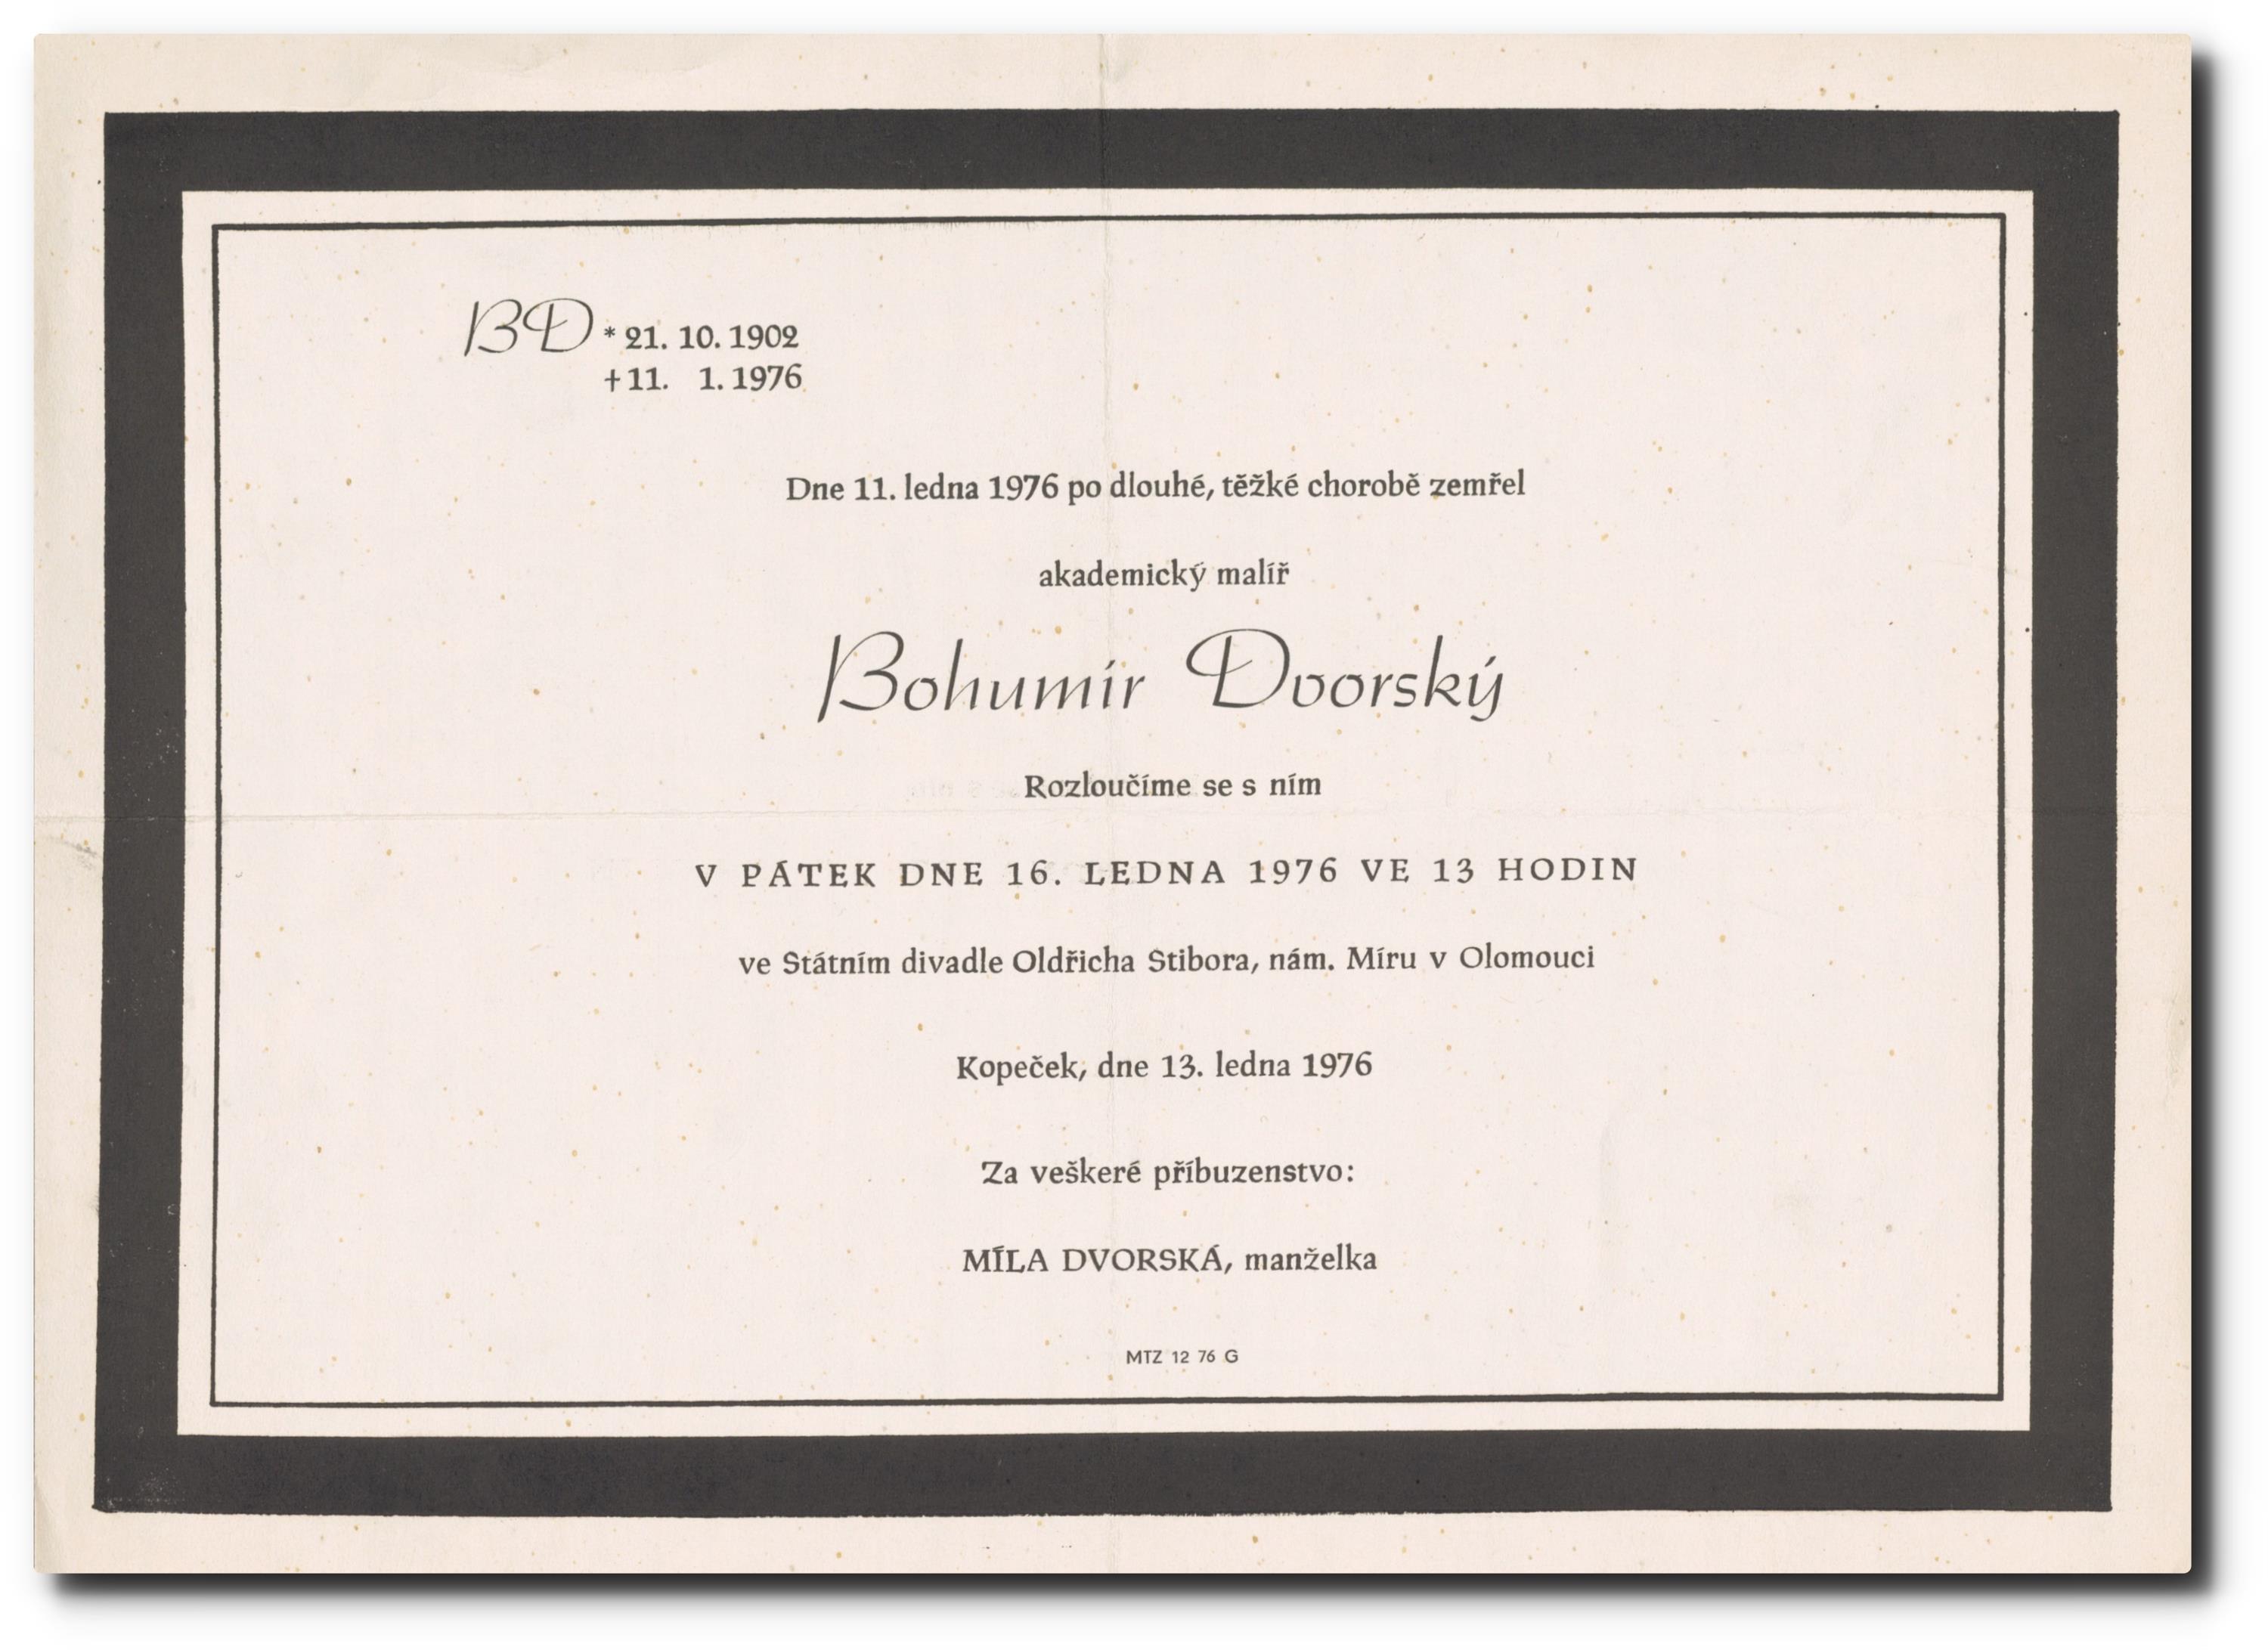 BD * 21. 10. 1902
† 11. 1. 1976
Dne 11. ledna 1976 po dlouhé, těžké chorobě zemřel
akademický malíř
Bohumír Dvorský
Rozloučíme se s ním
V PÁTEK DNE 16. LEDNA 1976 VE 13 HODIN
ve Státním divadle Oldřicha Stibora, nám. Míru v Olomouci
Kopeček, dne 13. ledna 1976
Za veškeré příbuzenstvo:
MÍLA DVORSKÁ, manželka
MTZ 12 76 G